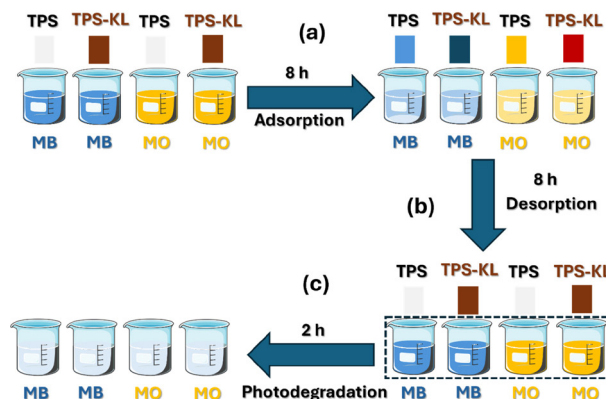 TPS TPS-KL TPS TPS-KL
(a)
TPS TPS-KL TPS TPS-KL
8 h
Adsorption
MB MB MO MO
MB MB MO MO
8 h
Desorption
(b)
TPS TPS-KL TPS TPS-KL
(c)
2 h
Photodegradation
MB MB MO MO
MB MB MO MO